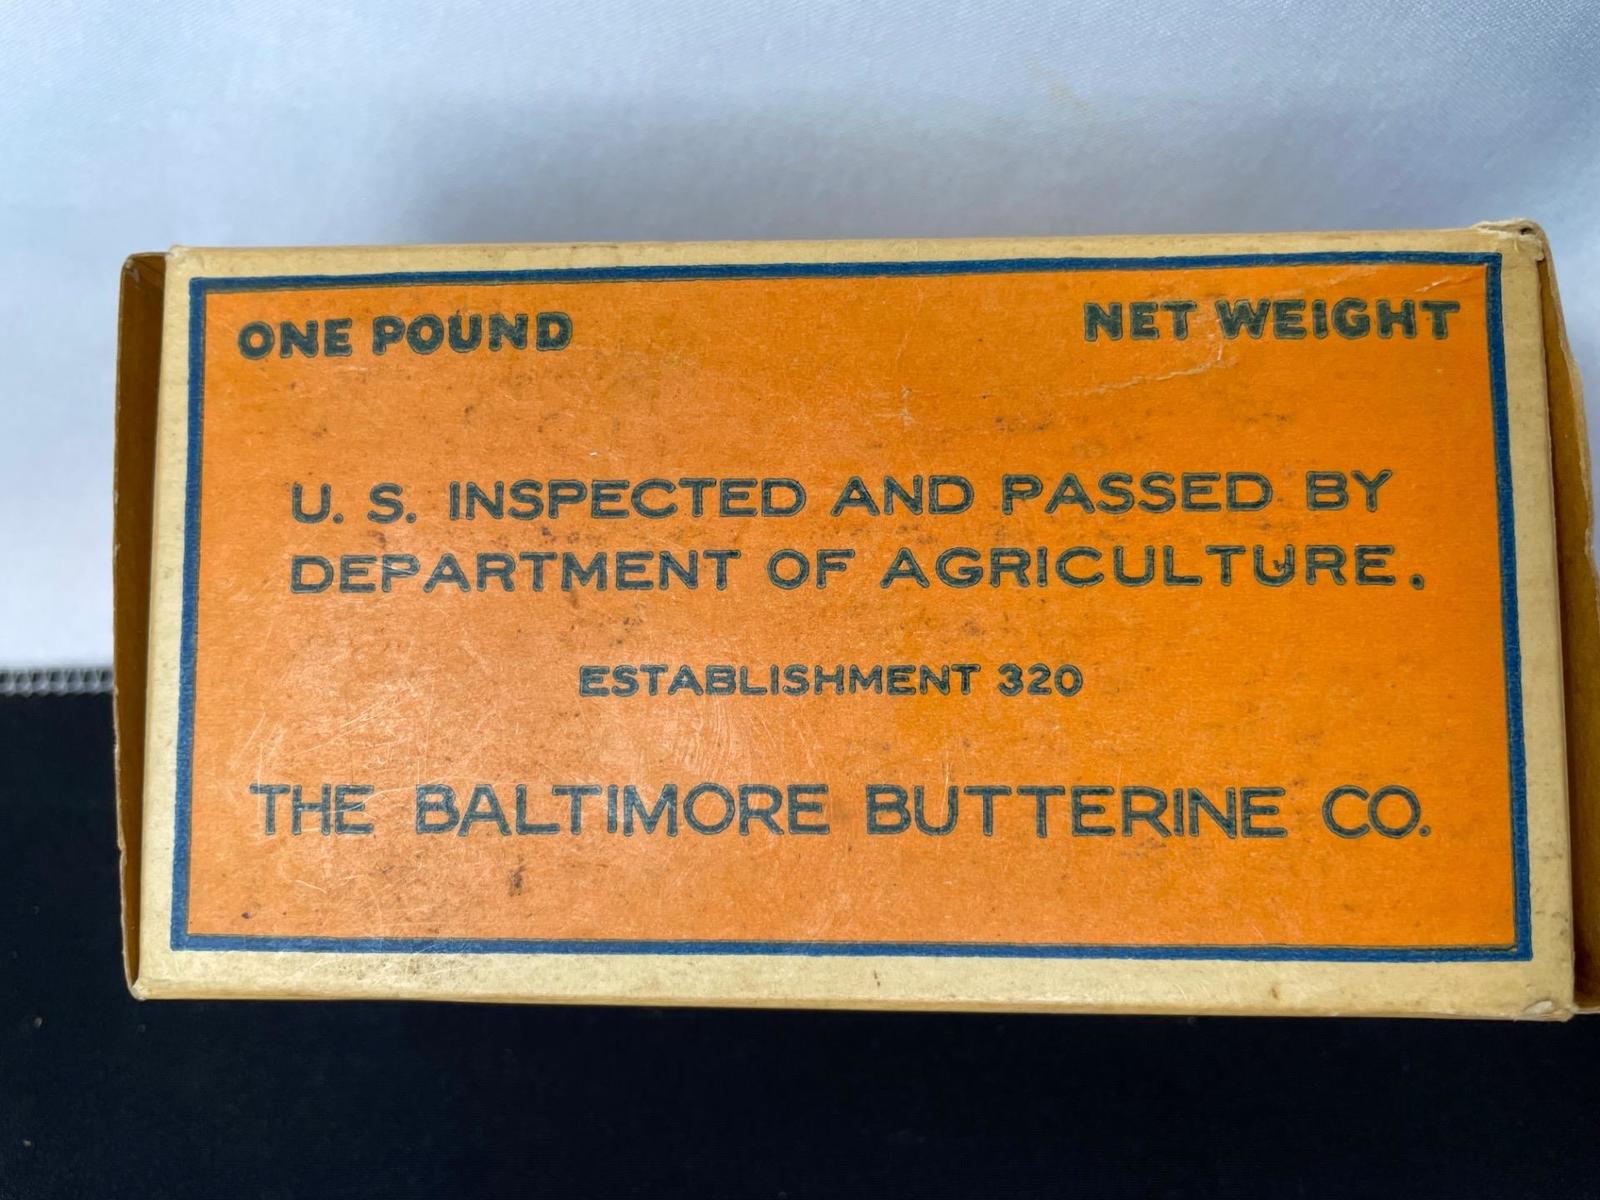 ONE POUND NET WEIGHT
U. S. INSPECTED AND PASSED BY
DEPARTMENT OF AGRICULTURE.
ESTABLISHMENT 320
THE BALTIMORE BUTTERINE CO.